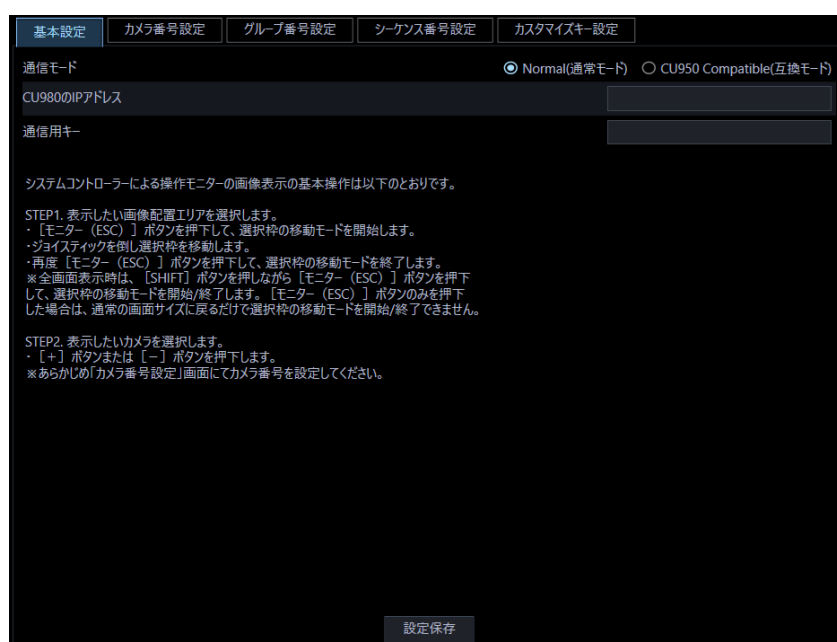 基本設定 カメラ番号設定 グループ番号設定 シーケンス番号設定 カスタマイズキー設定
通信モード Normal(通常モード) CU950 Compatible(互換モード)
CU980のIPアドレス
通信用キー
システムコントローラーによる操作モニターの画像表示の基本操作は以下のとおりです。
STEP1. 表示したい画像配置エリアを選択します。
・［モニター（ESC）］ボタンを押下して、選択枠の移動モードを開始します。
・ジョイスティックを倒し選択枠を移動します。
・再度［モニター（ESC）］ボタンを押下して、選択枠の移動モードを終了します。
※全画面表示時は、［SHIFT］ボタンを押しながら［モニター（ESC）］ボタンを押下
して、選択枠の移動モードを開始/終了します。［モニター（ESC）］ボタンのみを押下
した場合は、通常の画面サイズに戻るだけで選択枠の移動モードを開始/終了できません。
STEP2. 表示したいカメラを選択します。
・［+］ボタンまたは［－］ボタンを押下します。
※あらかじめ「カメラ番号設定」画面にてカメラ番号を設定してください。
設定保存